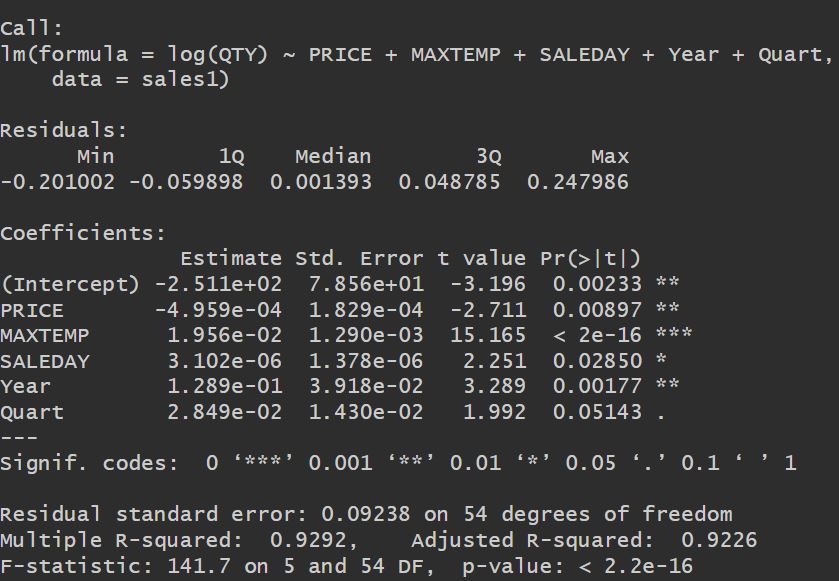 Call:
lm(formula = log(QTY) ~ PRICE + MAXTEMP + SALEDAY + Year + Quart,
    data = sales1)
Residuals:
      Min        1Q    Median        3Q       Max
-0.201002 -0.059898  0.001393  0.048785  0.247986
Coefficients:
              Estimate Std. Error t value Pr(>|t|)
(Intercept) -2.511e+02  7.856e+01  -3.196  0.00233 **
PRICE       -4.959e-04  1.829e-04  -2.711  0.00897 **
MAXTEMP      1.956e-02  1.290e-03  15.165  < 2e-16 ***
SALEDAY      3.102e-06  1.378e-06   2.251  0.02850 *
Year         1.289e-01  3.918e-02   3.289  0.00177 **
Quart        2.849e-02  1.430e-02   1.992  0.05143 .
---
Signif. codes:  0 ‘***’ 0.001 ‘**’ 0.01 ‘*’ 0.05 ‘.’ 0.1 ‘ ’ 1
Residual standard error: 0.09238 on 54 degrees of freedom
Multiple R-squared:  0.9292,    Adjusted R-squared:  0.9226
F-statistic: 141.7 on 5 and 54 DF,  p-value: < 2.2e-16